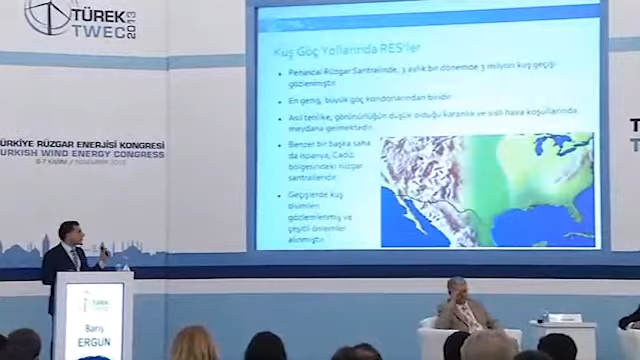 TÜREK
TWEC 2013
TÜRKİYE RÜZGAR ENERJİSİ KONGRESİ
TURKISH WIND ENERGY CONGRESS
Kuş Göç Yollarında RES'ler
• Penascal Rüzgar Santralinde, 3 aylık bir dönemde 3 milyon kuş geçişi
gözlenmiştir.
• En geniş, büyük göç koridorlarından biridir.
• Asıl tehlike, görünürlüğün düşük olduğu karanlık ve sisli hava koşullarında
meydana gelmektedir.
• Benzer bir başka saha
da İspanya, Cadiz
bölgesindeki rüzgar
santralleridir.
• Geçişlerde kuş
ölümleri
gözlemlenmiş ve
çeşitli önlemler
alınmıştır.
TÜREK
TWEC
Barış
ERGUN